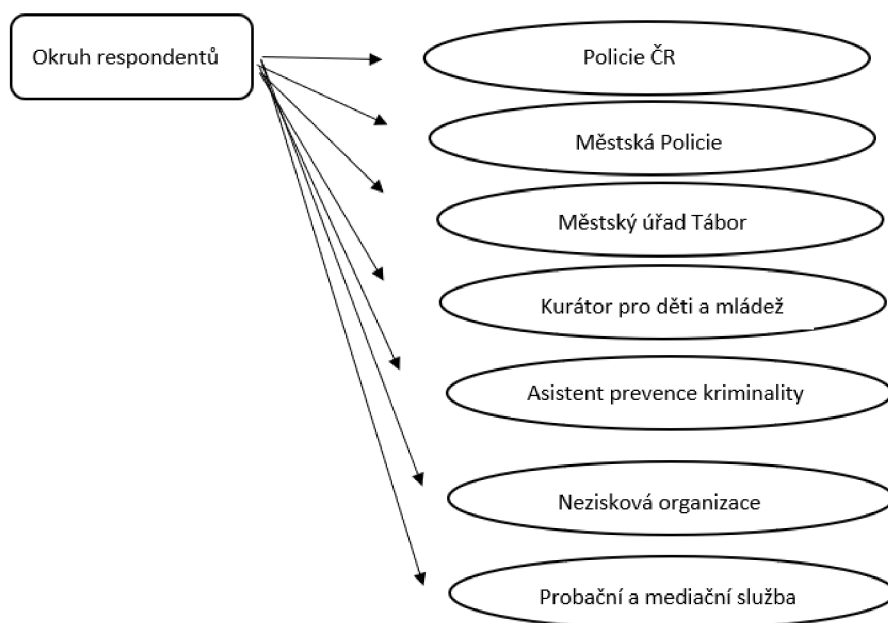 Okruh respondentů
Policie ČR
Městská Policie
Městský úřad Tábor
Kurátor pro děti a mládež
Asistent prevence kriminality
Nezisková organizace
Probační a mediační služba